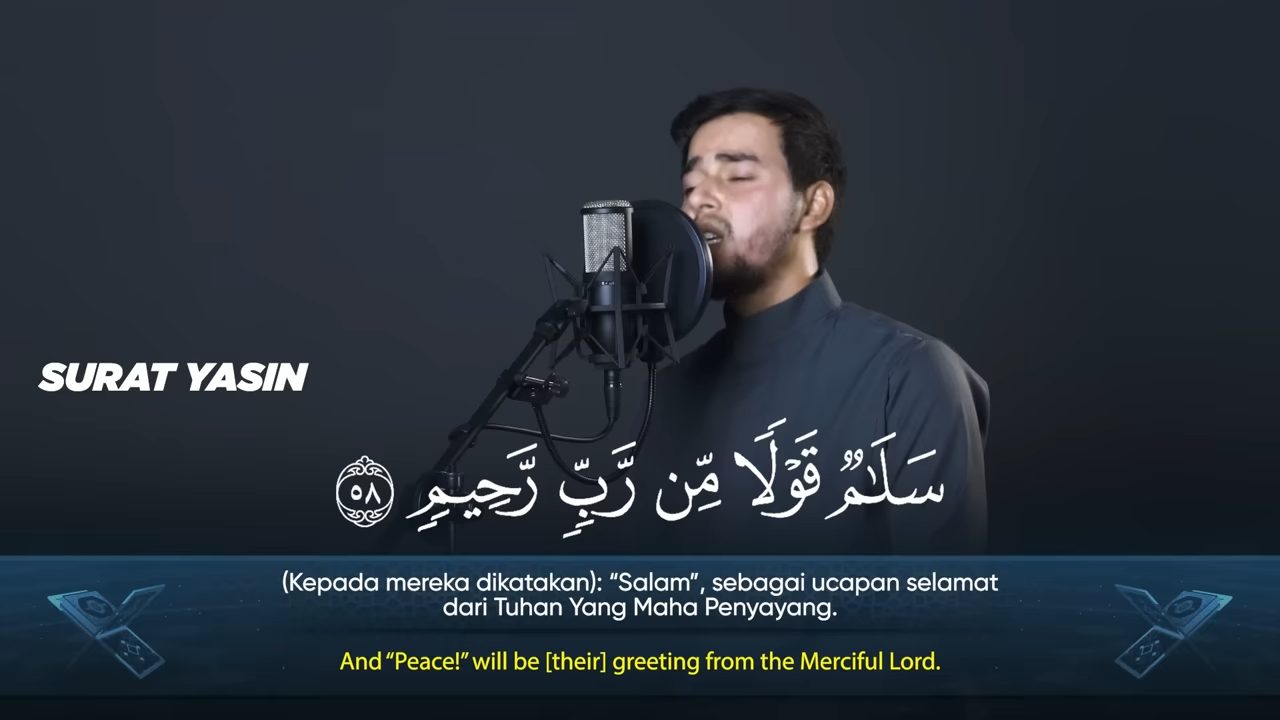 SURAT YASIN
سَلَٰمٌ قَوْلًا مِّن رَّبٍّ رَّحِيمٍ ٥٨
(Kepada mereka dikatakan): “Salam”, sebagai ucapan selamat
dari Tuhan Yang Maha Penyayang.
And “Peace!” will be [their] greeting from the Merciful Lord.